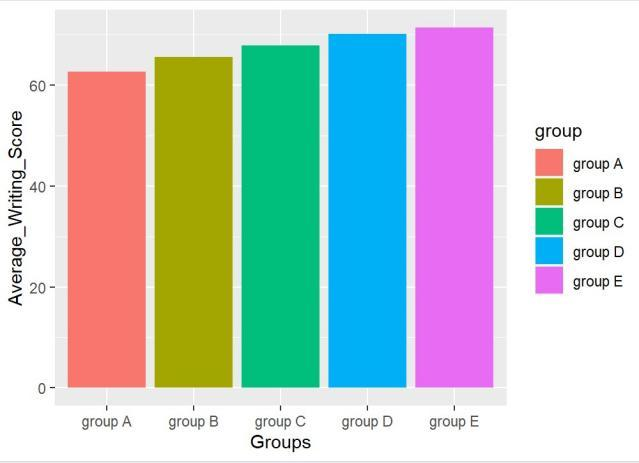 Average_Writing_Score
60
40
20
0
group A
group B
group C
group D
group E
Groups
group
group A
group B
group C
group D
group E